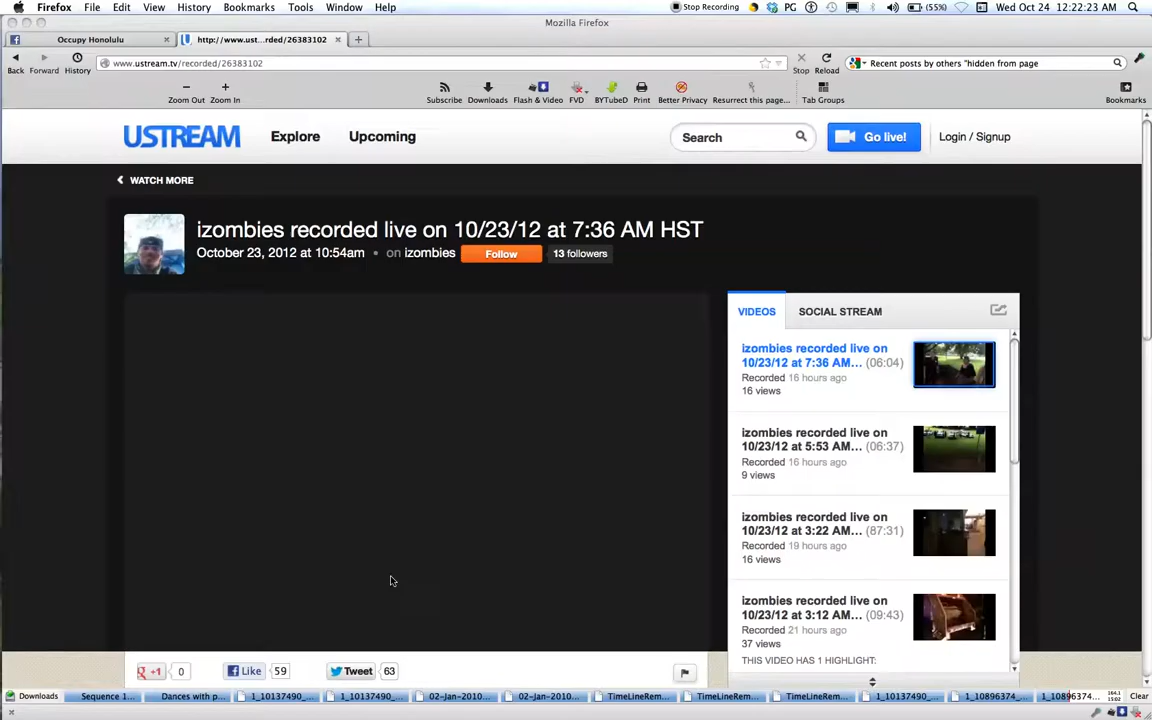 Firefox File Edit View History Bookmarks Tools Window Help Stop Recording PG (55%) Wed Oct 24 12:22:23 AM
Mozilla Firefox
Occupy Honolulu http://www.ust...rded/26383102
Back Forward History www.ustream.tv/recorded/26383102 Stop Reload Recent posts by others "hidden from page
Zoom Out Zoom In Subscribe Downloads Flash & Video FVD BYTubeD Print Better Privacy Resurrect this page... Tab Groups Bookmarks
USTREAM Explore Upcoming Search Go live! Login / Signup
WATCH MORE
izombies recorded live on 10/23/12 at 7:36 AM HST
October 23, 2012 at 10:54am • on izombies Follow 13 followers
VIDEOS SOCIAL STREAM
izombies recorded live on
10/23/12 at 7:36 AM... (06:04)
Recorded 16 hours ago
16 views
izombies recorded live on
10/23/12 at 5:53 AM... (06:37)
Recorded 16 hours ago
9 views
izombies recorded live on
10/23/12 at 3:22 AM... (87:31)
Recorded 19 hours ago
16 views
izombies recorded live on
10/23/12 at 3:12 AM... (09:43)
Recorded 21 hours ago
37 views
THIS VIDEO HAS 1 HIGHLIGHT:
g +1 0 Like 59 Tweet 63
Downloads Sequence 1... Dances with p... 1_10137490_... 1_10137490_... 02-Jan-2010... 02-Jan-2010... TimeLineRem... TimeLineRem... TimeLineRem... 1_10137490_... 1_10896374_... 1_10896374... Clear